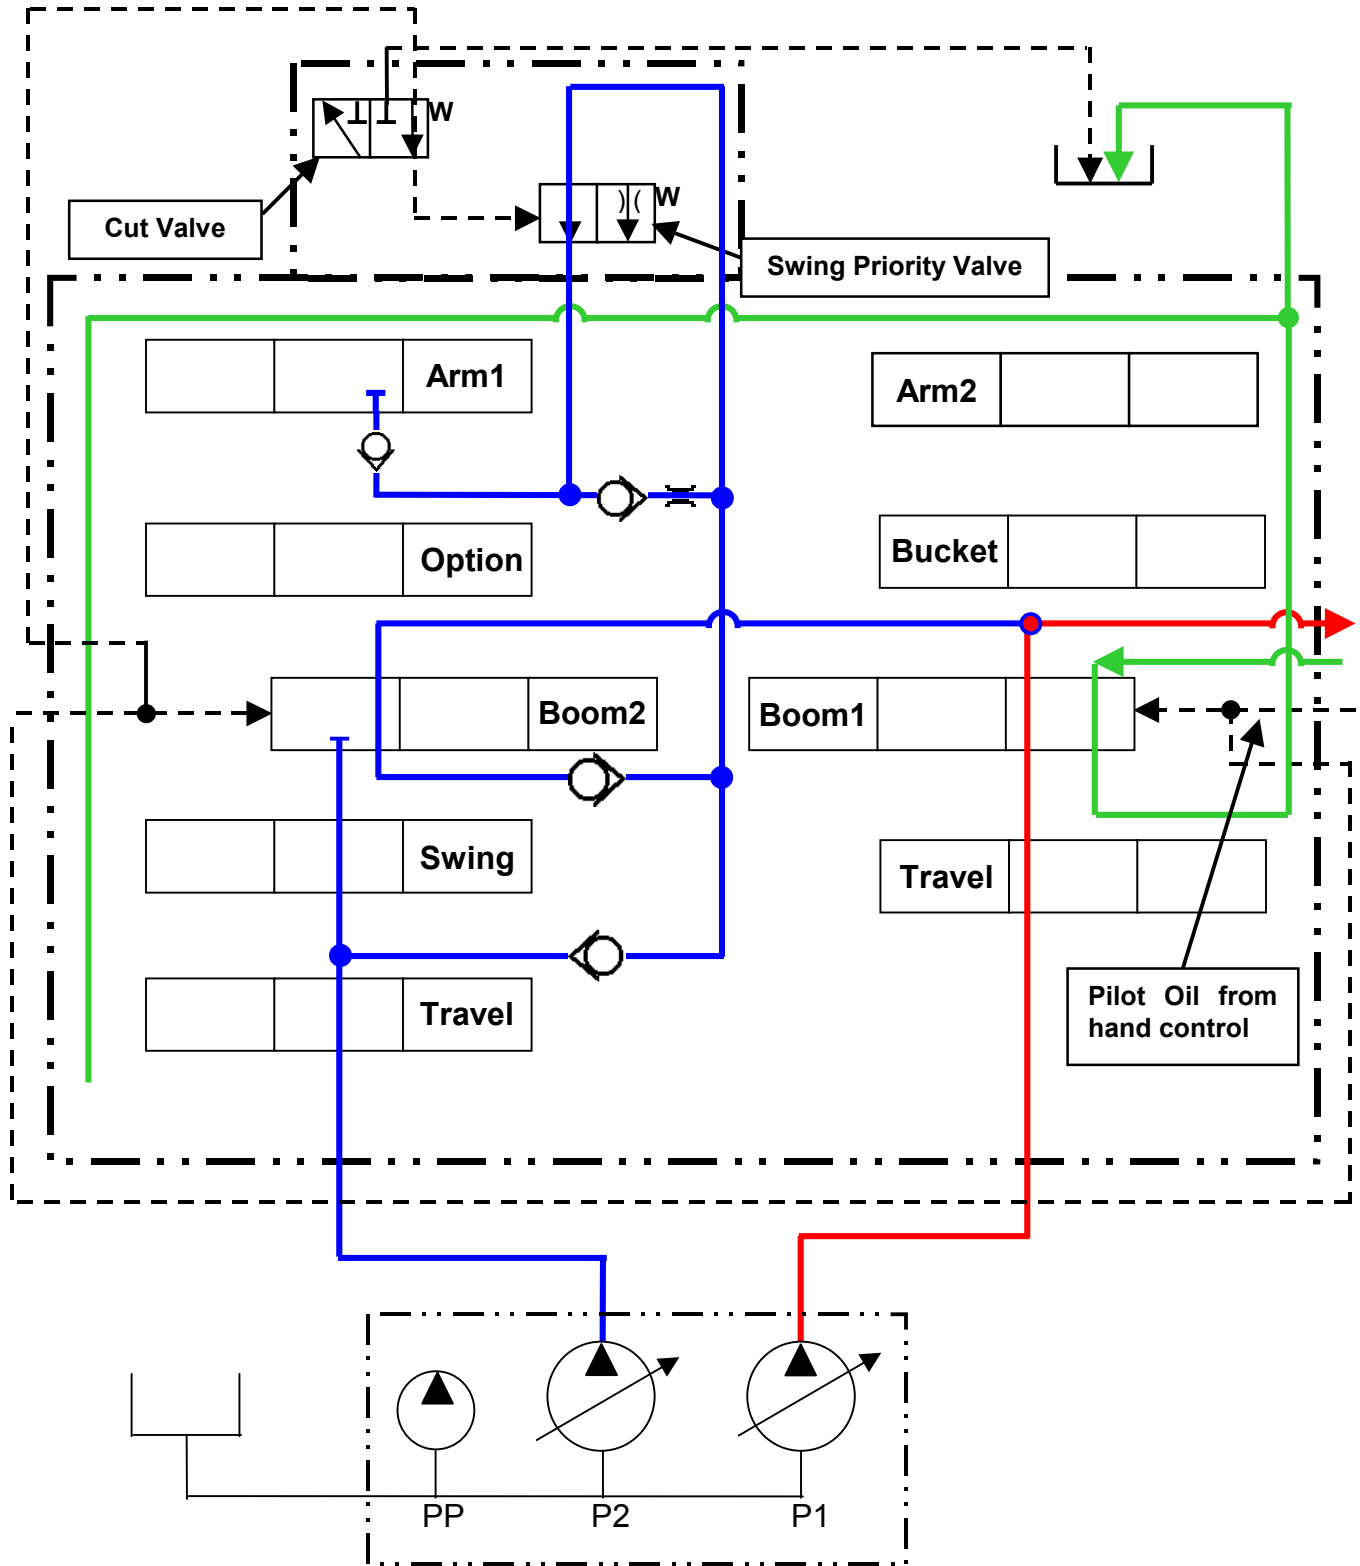 W
Cut Valve
W
Swing Priority Valve
Arm1
Arm2
Option
Bucket
Boom2
Boom1
Swing
Travel
Travel
Pilot Oil from
hand control
PP
P2
P1